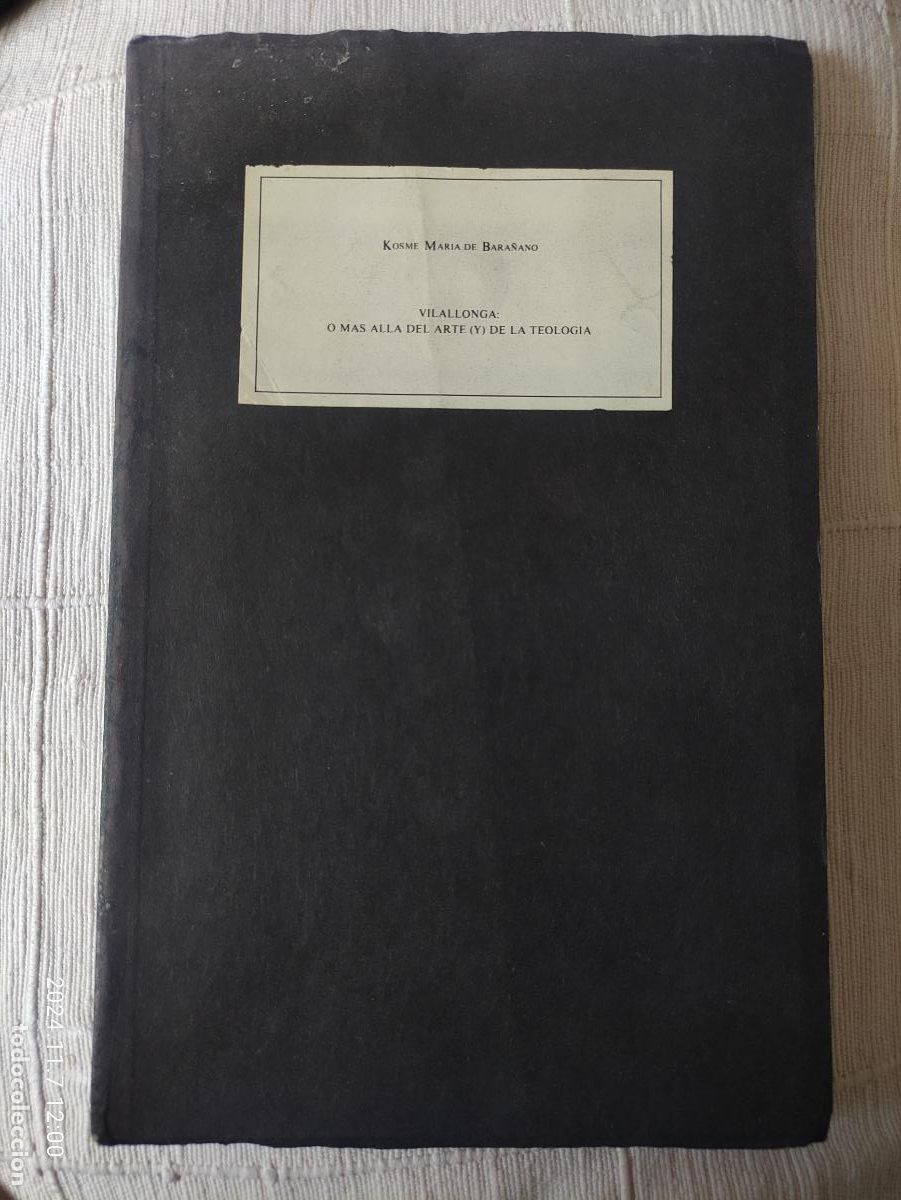 Kosme Maria de Barañano
VILALLONGA:
O MAS ALLA DEL ARTE (Y) DE LA TEOLOGIA
2024.11.7 12:00
todocoleccion